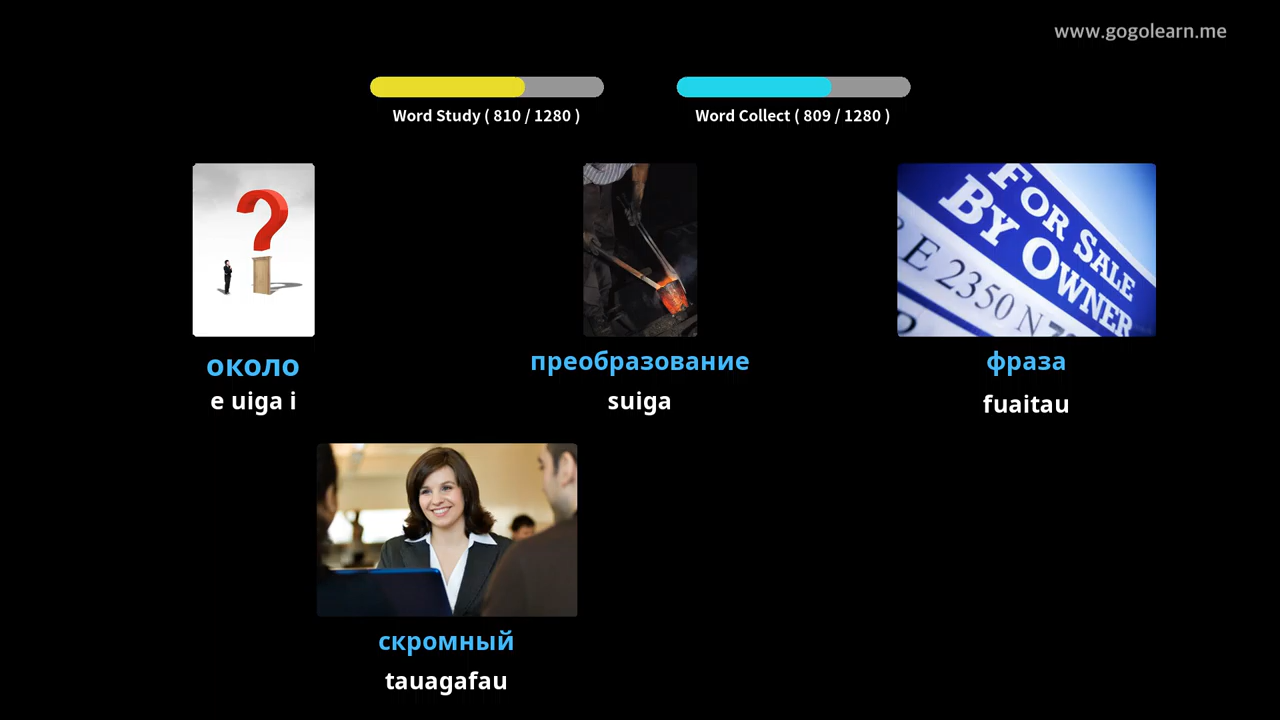 www.gogolearn.me
Word Study ( 810 / 1280 )
Word Collect ( 809 / 1280 )
FOR SALE
BY OWNER
E 2350 N
около
e uiga i
преобразование
suiga
фраза
fuaitau
скромный
tauagafau